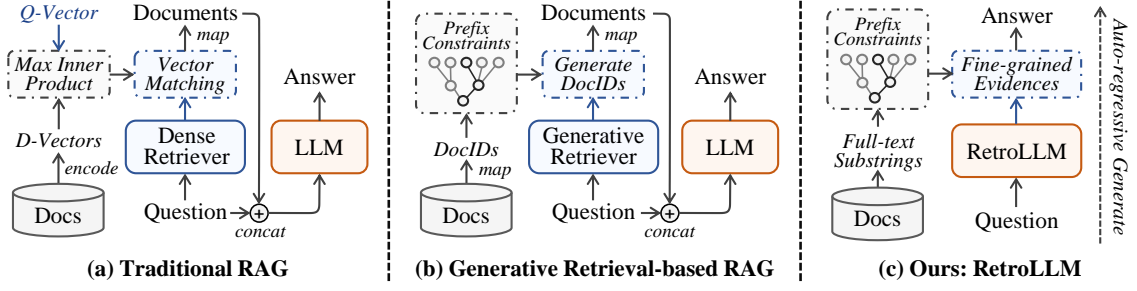 Q-Vector
Max Inner
Product
D-Vectors
encode
Docs
Documents
map
Vector
Matching
Dense
Retriever
Question
concat
Answer
LLM
(a) Traditional RAG
Prefix
Constraints
DocIDs
map
Docs
Documents
map
Generate
DocIDs
Generative
Retriever
Question
concat
Answer
LLM
(b) Generative Retrieval-based RAG
Prefix
Constraints
Full-text
Substrings
Docs
Answer
Fine-grained
Evidences
RetroLLM
Question
Auto-regressive Generate
(c) Ours: RetroLLM